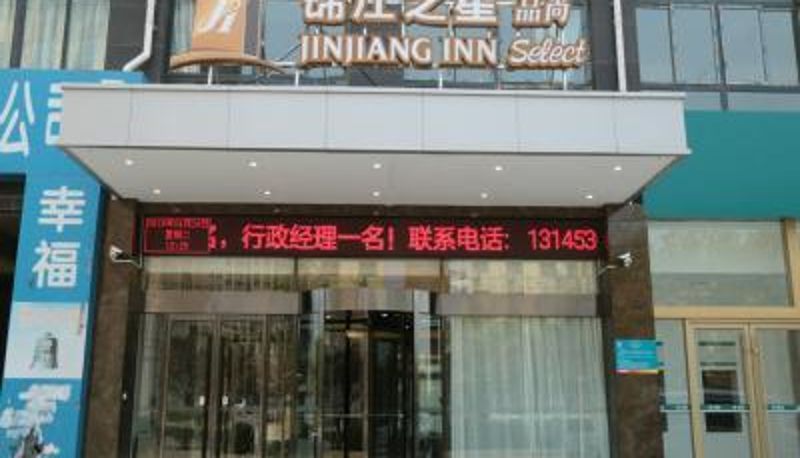 锦江之星 品尚
JINJIANG INN Select
公司
幸福
，行政经理一名！联系电话：131453